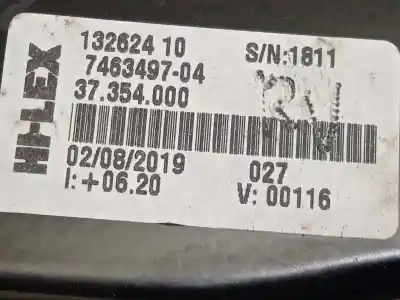 HI-LEX
132624 10 S/N:1811
7463497-04
37.354.000
02/08/2019 027
I:+06.20 V: 00116